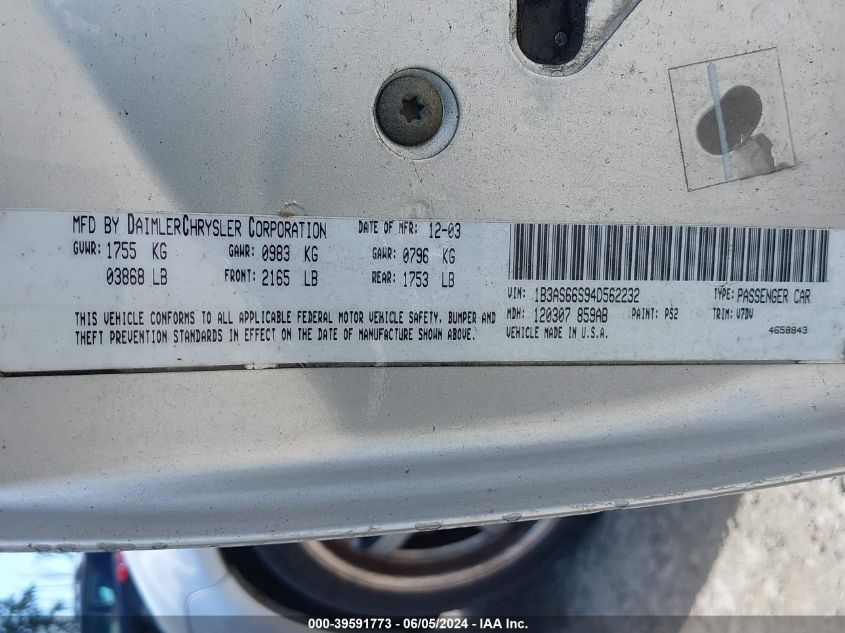 MFD BY DAIMLERCHRYSLER CORPORATION DATE OF MFR: 12-03
GVWR: 1755 KG GAWR: 0983 KG GAWR: 0796 KG
03868 LB FRONT: 2165 LB REAR: 1753 LB
THIS VEHICLE CONFORMS TO ALL APPLICABLE FEDERAL MOTOR VEHICLE SAFETY, BUMPER AND
THEFT PREVENTION STANDARDS IN EFFECT ON THE DATE OF MANUFACTURE SHOWN ABOVE.
VIN: 1B3AS66S94D562232 TYPE: PASSENGER CAR
MDH: 120307 859AB PAINT: PS2 TRIM: V7DV
VEHICLE MADE IN U.S.A. 4658843
000-39591773 - 06/05/2024 - IAA Inc.